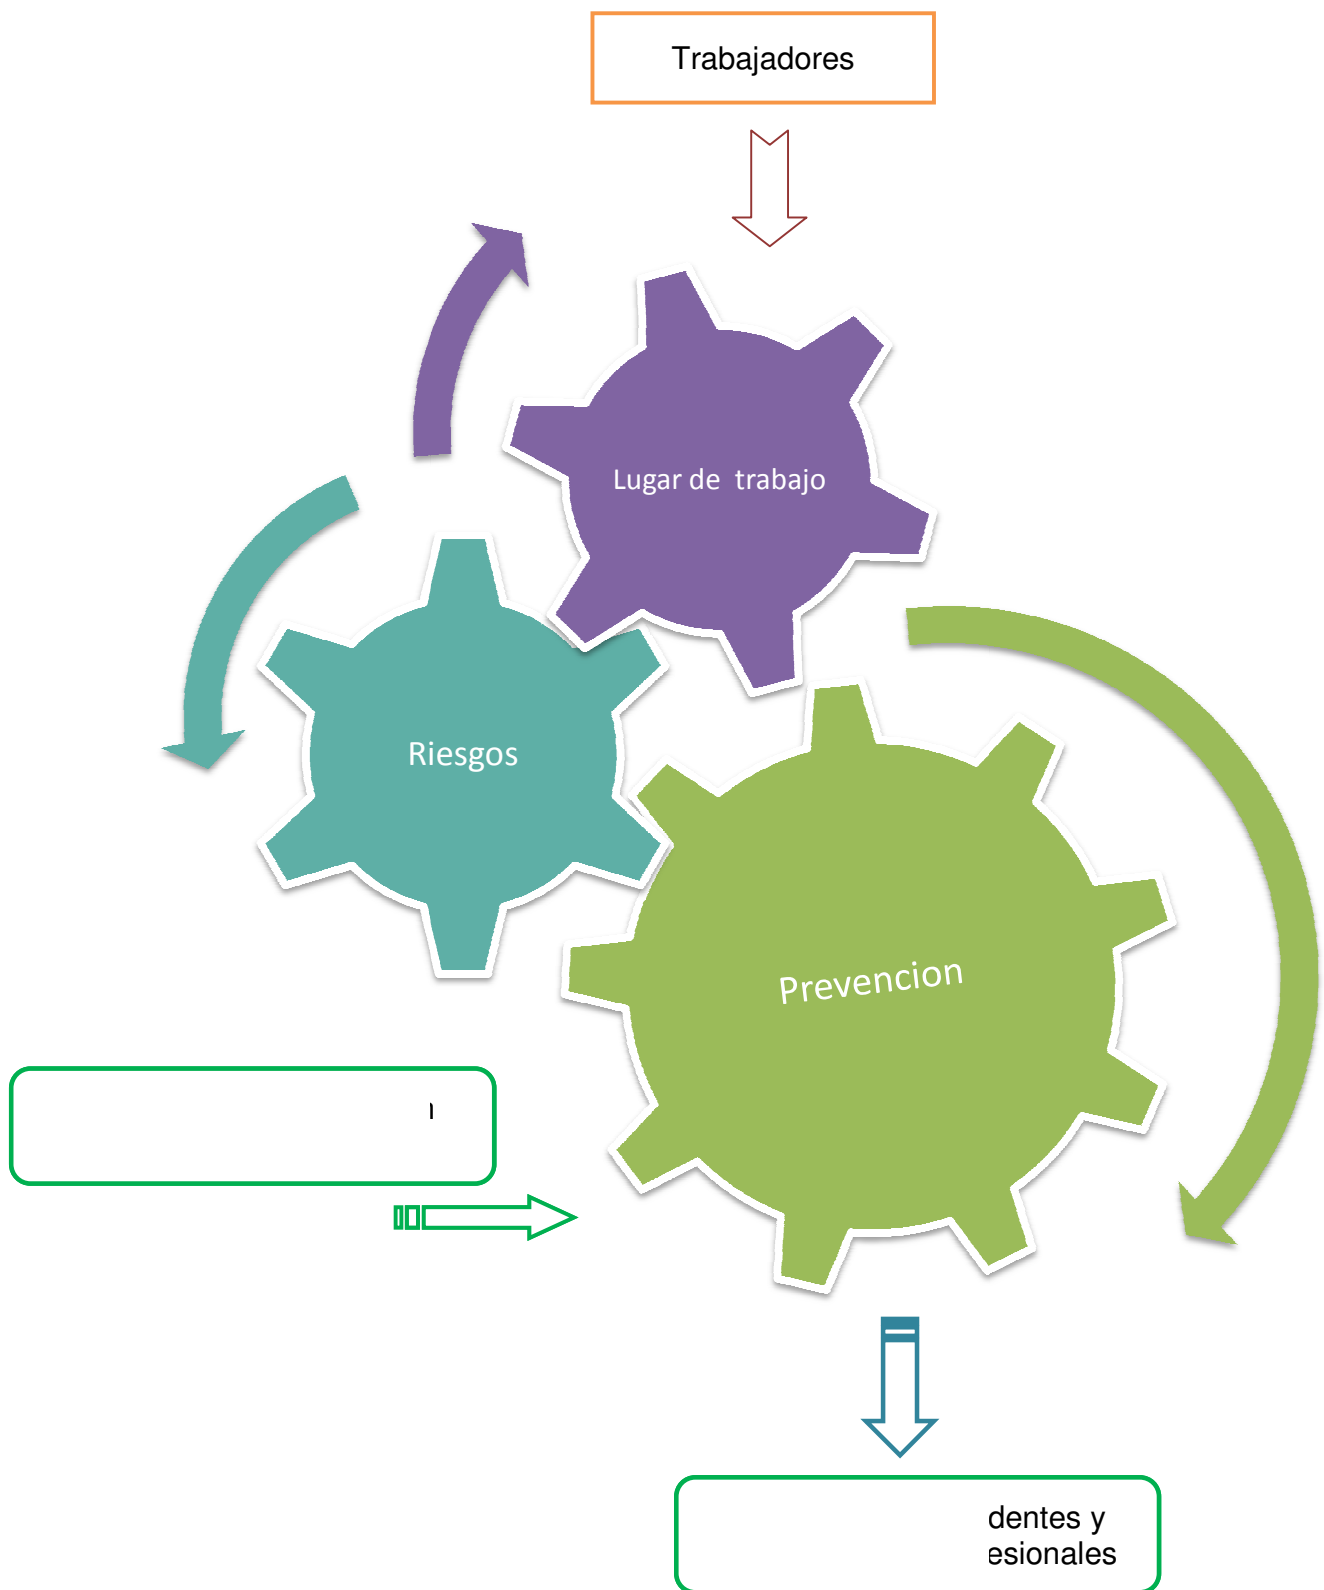 Trabajadores
Lugar de trabajo
Riesgos
Prevencion
dentes y
esionales